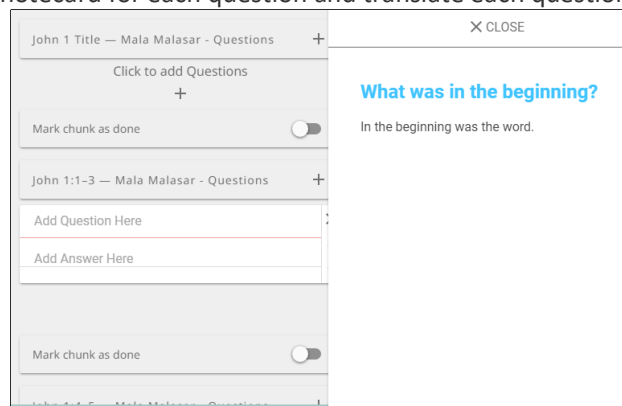 notecard for each question and translate each question
John 1 Title — Mala Malasar - Questions +
Click to add Questions
+
Mark chunk as done
John 1:1–3 — Mala Malasar - Questions +
Add Question Here
Add Answer Here
Mark chunk as done
✕ CLOSE
What was in the beginning?
In the beginning was the word.